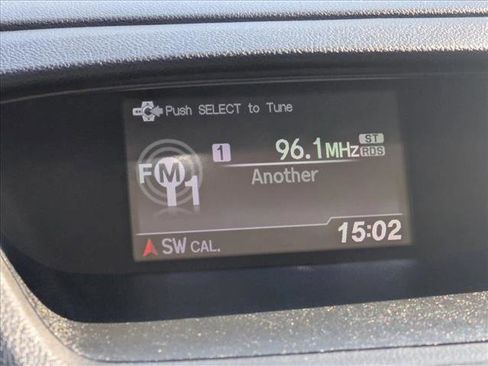 Push SELECT to Tune
FM1
1 96.1MHz ST RDS
Another
SW CAL. 15:02